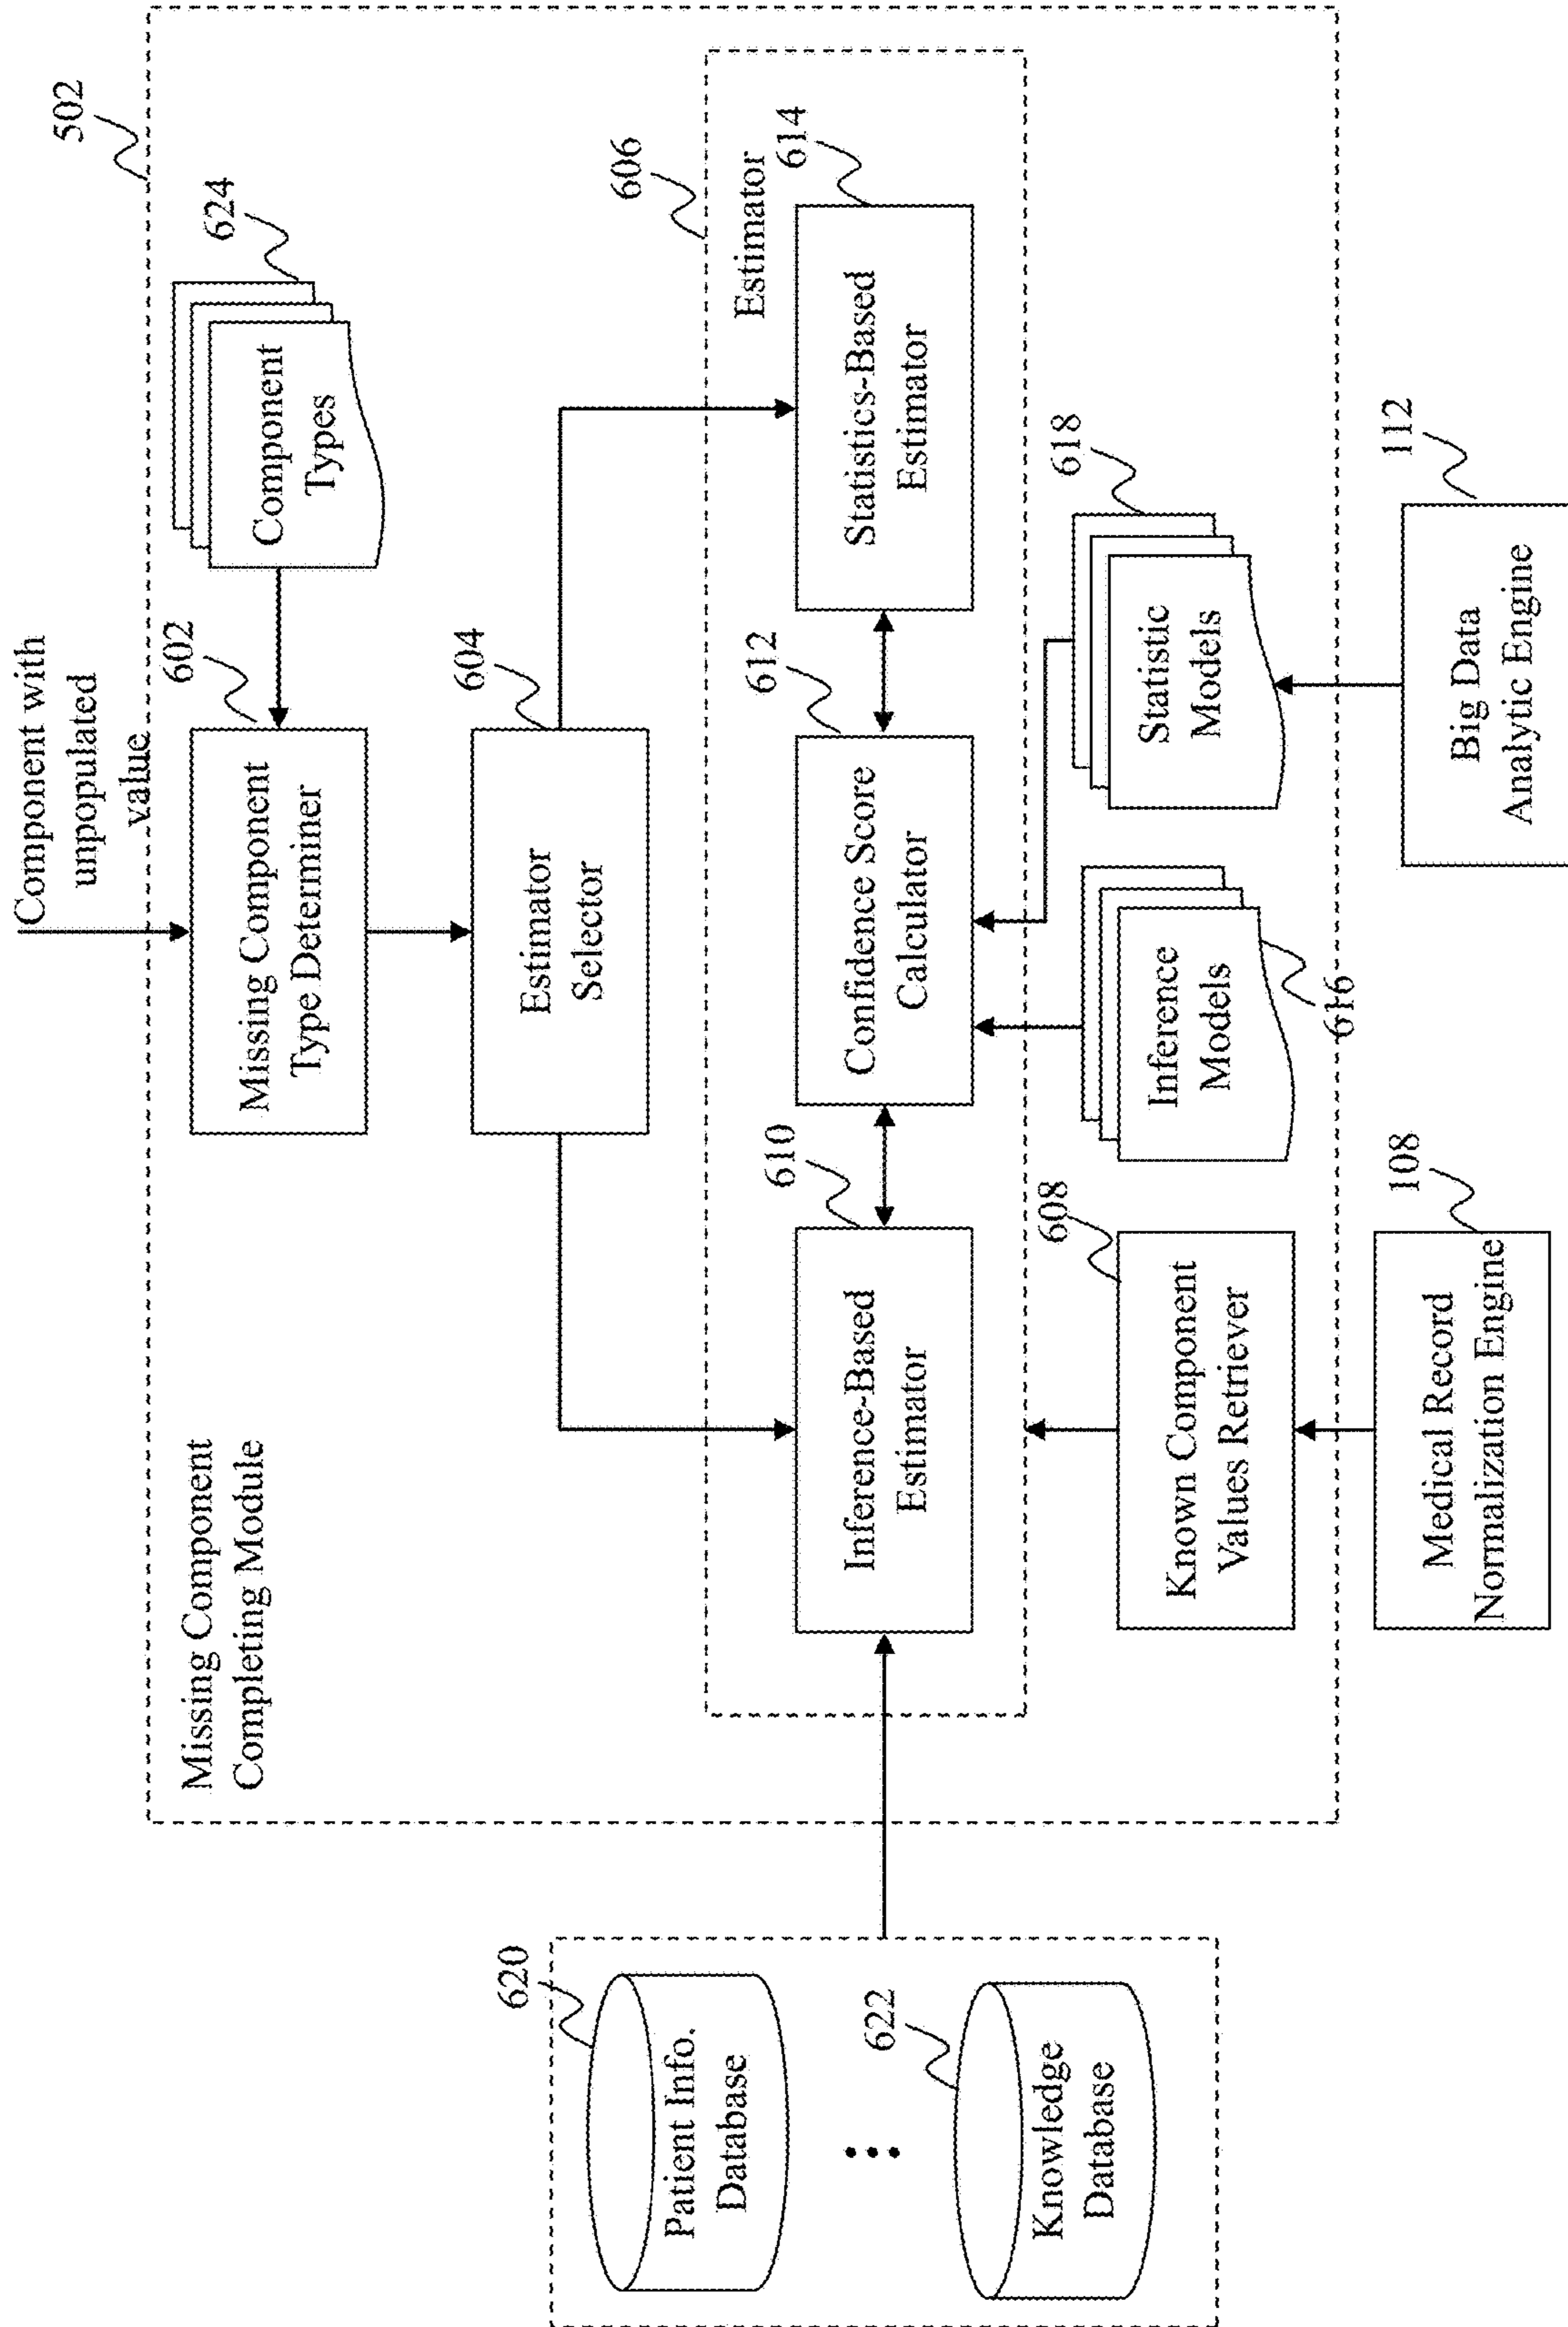 Component with
unpopulated
value
502
Missing Component
Completing Module
602
Missing Component
Type Determiner
624
Component
Types
604
Estimator
Selector
606
Estimator
610
Inference-Based
Estimator
612
Confidence Score
Calculator
614
Statistics-Based
Estimator
620
Patient Info.
Database
622
Knowledge
Database
608
Known Component
Values Retriever
616
Inference
Models
618
Statistic
Models
108
Medical Record
Normalization Engine
112
Big Data
Analytic Engine